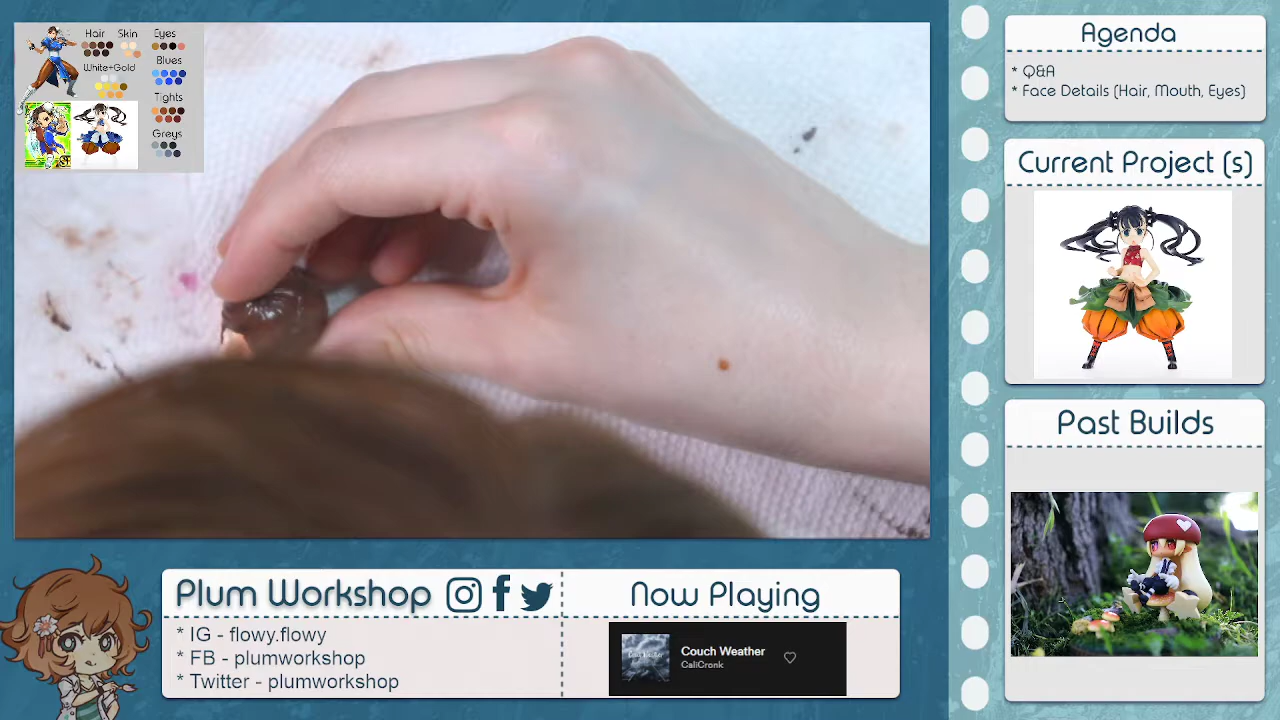 Hair Skin Eyes
White+Gold
Blues
Tights
Greys
Agenda
* Q&A
* Face Details (Hair, Mouth, Eyes)
Current Project (s)
Past Builds
Plum Workshop
* IG - flowy.flowy
* FB - plumworkshop
* Twitter - plumworkshop
Now Playing
Couch Weather
CaliCronk